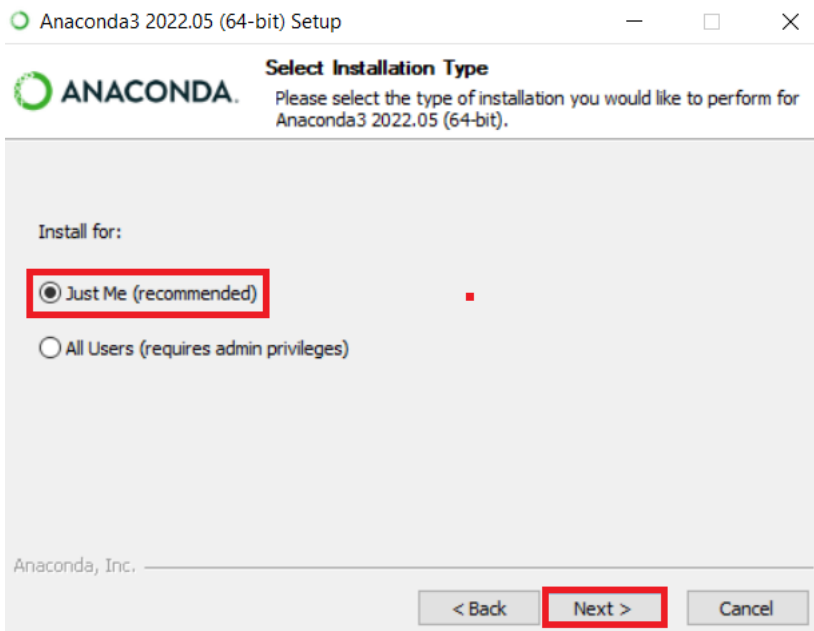 Anaconda3 2022.05 (64-bit) Setup
ANACONDA.
Select Installation Type
Please select the type of installation you would like to perform for
Anaconda3 2022.05 (64-bit).
Install for:
Just Me (recommended)
All Users (requires admin privileges)
Anaconda, Inc.
< Back
Next >
Cancel